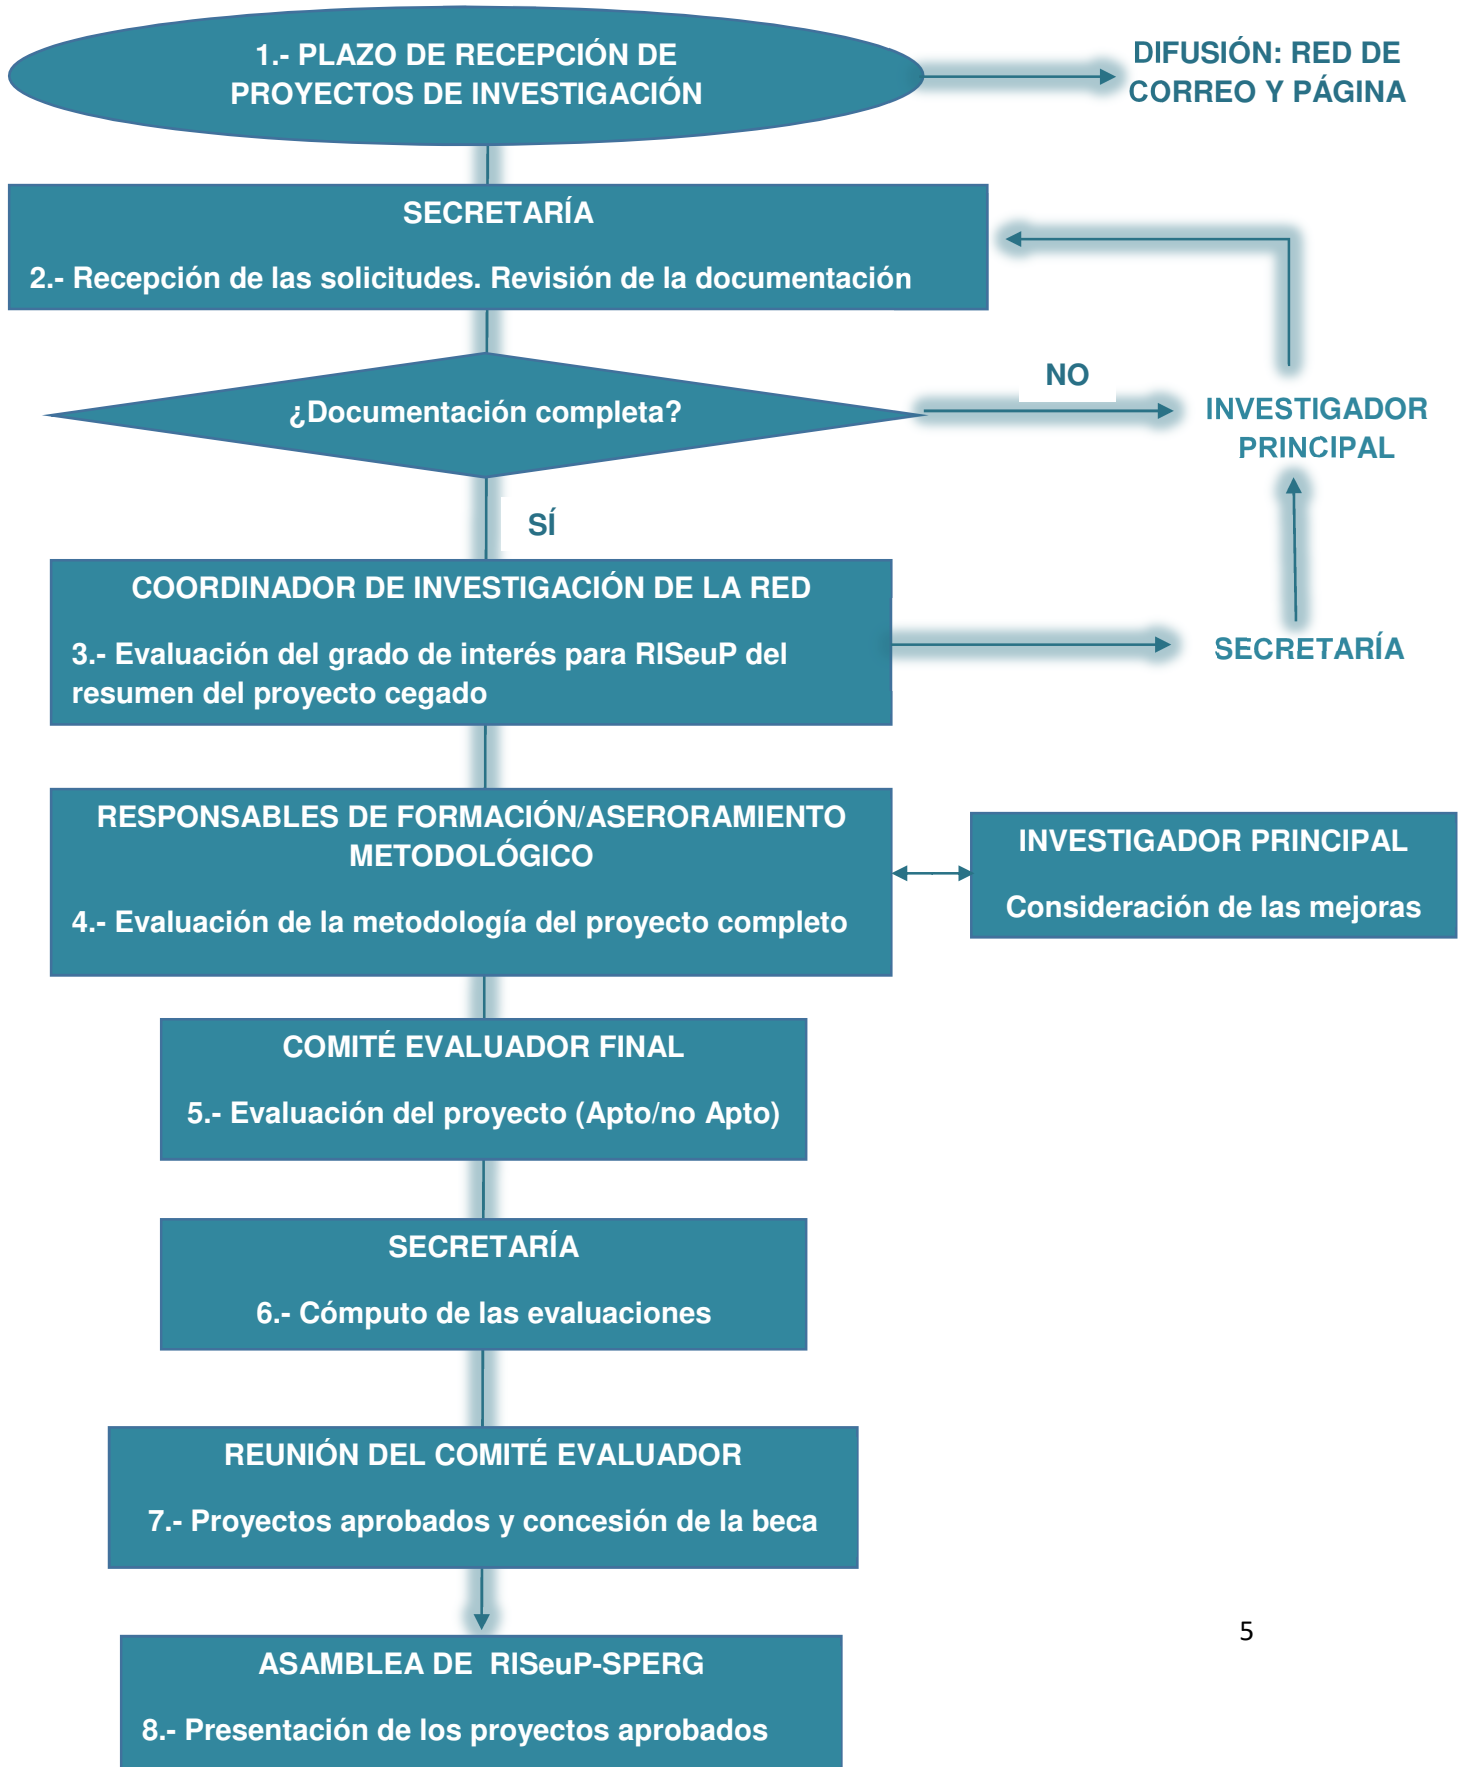 1.- PLAZO DE RECEPCIÓN DE
PROYECTOS DE INVESTIGACIÓN
DIFUSIÓN: RED DE
CORREO Y PÁGINA
SECRETARÍA
2.- Recepción de las solicitudes. Revisión de la documentación
¿Documentación completa?
NO
INVESTIGADOR
PRINCIPAL
SÍ
COORDINADOR DE INVESTIGACIÓN DE LA RED
3.- Evaluación del grado de interés para RISeuP del
resumen del proyecto cegado
SECRETARÍA
RESPONSABLES DE FORMACIÓN/ASERORAMIENTO
METODOLÓGICO
4.- Evaluación de la metodología del proyecto completo
INVESTIGADOR PRINCIPAL
Consideración de las mejoras
COMITÉ EVALUADOR FINAL
5.- Evaluación del proyecto (Apto/no Apto)
SECRETARÍA
6.- Cómputo de las evaluaciones
REUNIÓN DEL COMITÉ EVALUADOR
7.- Proyectos aprobados y concesión de la beca
5
ASAMBLEA DE RISeuP-SPERG
8.- Presentación de los proyectos aprobados